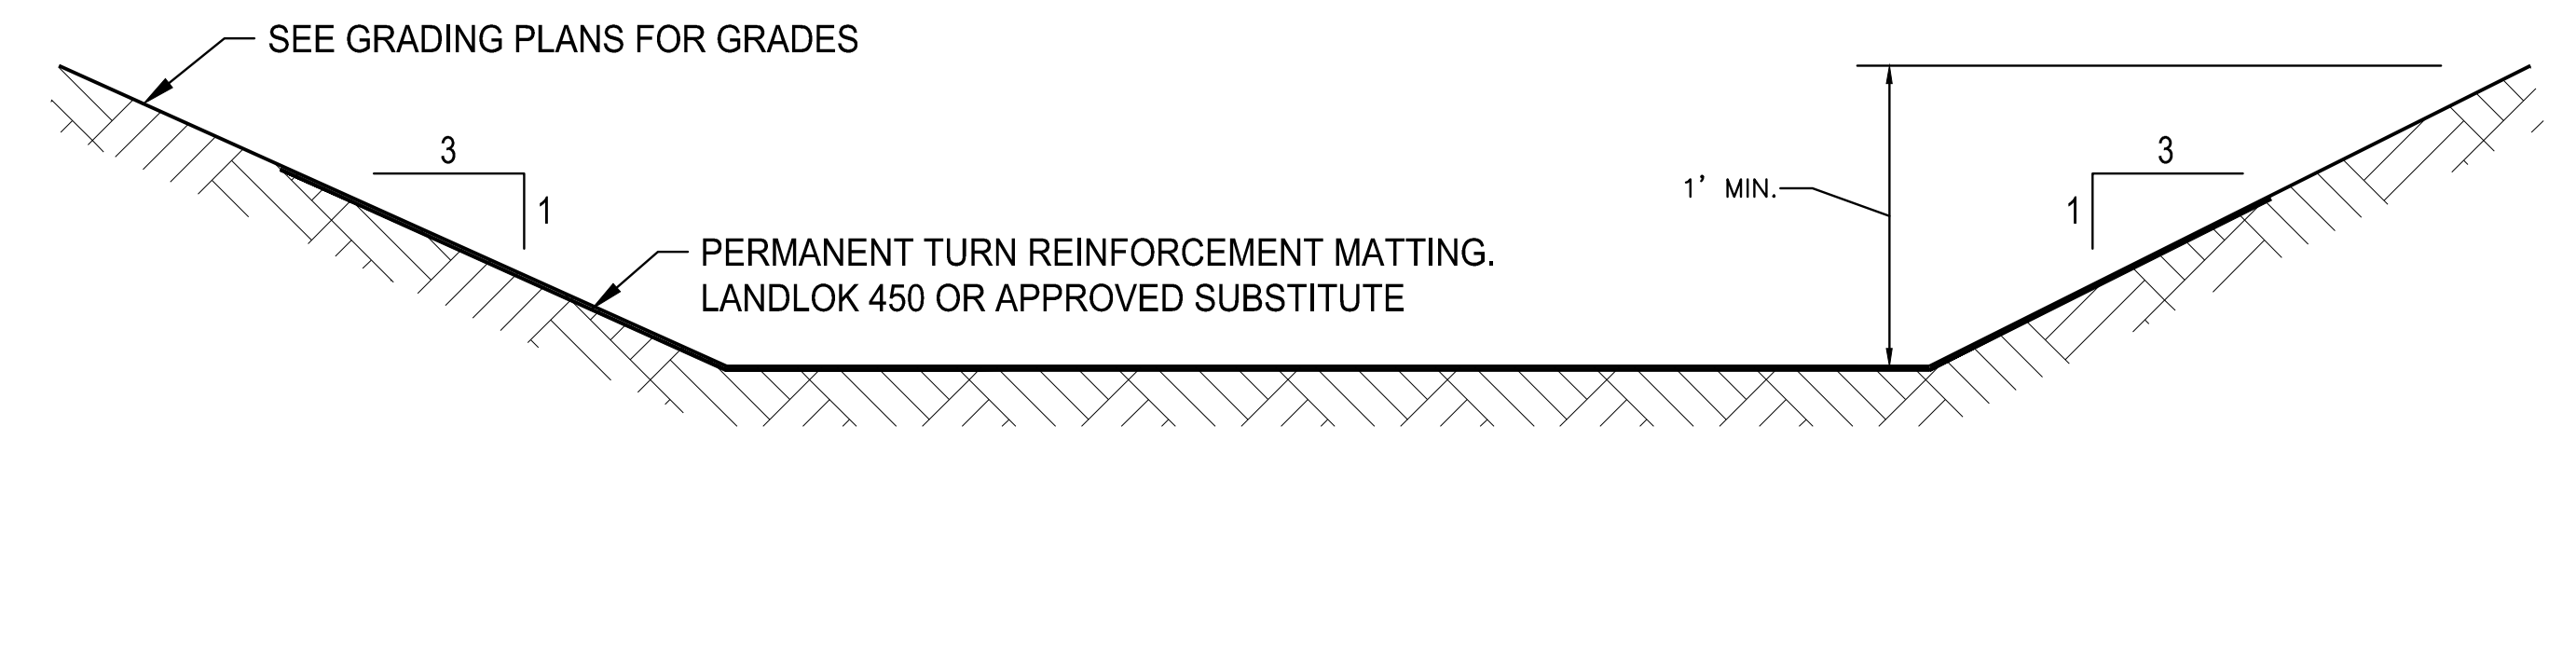 SEE GRADING PLANS FOR GRADES
3
1
PERMANENT TURN REINFORCEMENT MATTING.
LANDLOK 450 OR APPROVED SUBSTITUTE
1' MIN.
3
1